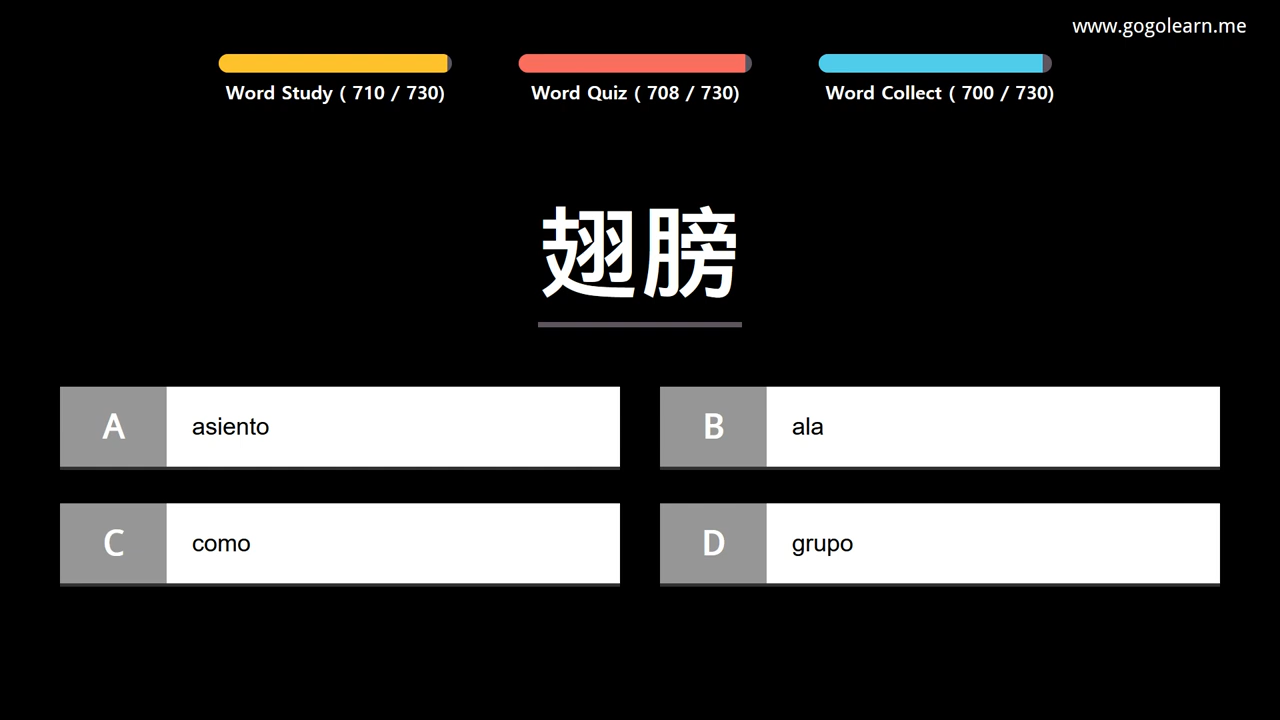 www.gogolearn.me
Word Study ( 710 / 730)
Word Quiz ( 708 / 730)
Word Collect ( 700 / 730)
翅膀
A asiento
B ala
C como
D grupo